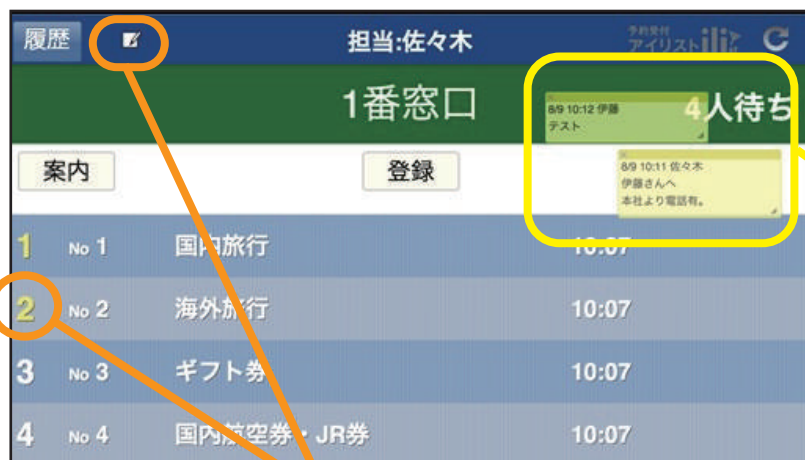 履歴
担当:佐々木
予約受付
アイリスト
1番窓口
4人待ち
8/9 10:12 伊藤
テスト
案内
登録
8/9 10:11 佐々木
伊藤さんへ
本社より電話有。
1 No 1 国内旅行 10:07
2 No 2 海外旅行 10:07
3 No 3 ギフト券 10:07
4 No 4 国内航空券・JR券 10:07